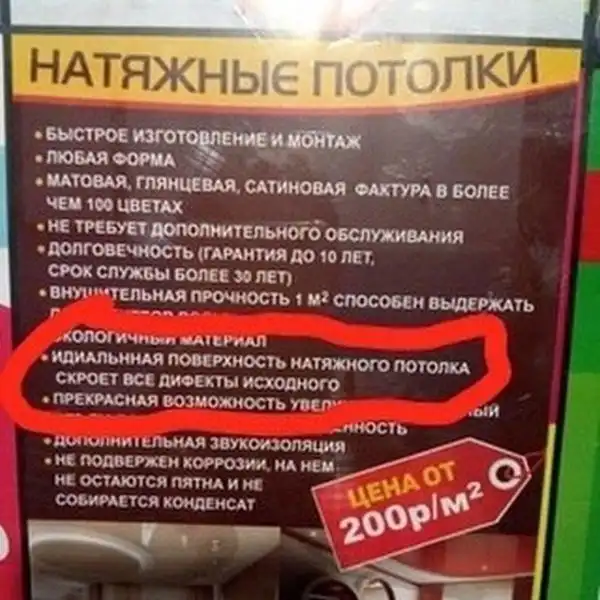 НАТЯЖНЫЕ ПОТОЛКИ
• БЫСТРОЕ ИЗГОТОВЛЕНИЕ И МОНТАЖ
• ЛЮБАЯ ФОРМА
• МАТОВАЯ, ГЛЯНЦЕВАЯ, САТИНОВАЯ ФАКТУРА В БОЛЕЕ
ЧЕМ 100 ЦВЕТАХ
• НЕ ТРЕБУЕТ ДОПОЛНИТЕЛЬНОГО ОБСЛУЖИВАНИЯ
• ДОЛГОВЕЧНОСТЬ (ГАРАНТИЯ ДО 10 ЛЕТ,
СРОК СЛУЖБЫ БОЛЕЕ 30 ЛЕТ)
• ВНУШИТЕЛЬНАЯ ПРОЧНОСТЬ 1 М² СПОСОБЕН ВЫДЕРЖАТЬ
ЭКОЛОГИЧНЫЙ МАТЕРИАЛ
• ИДИАЛЬННАЯ ПОВЕРХНОСТЬ НАТЯЖНОГО ПОТОЛКА
СКРОЕТ ВСЕ ДИФЕКТЫ ИСХОДНОГО
• ПРЕКРАСНАЯ ВОЗМОЖНОСТЬ
• ДОПОЛНИТЕЛЬНАЯ ЗВУКОИЗОЛЯЦИЯ
• НЕ ПОДВЕРЖЕН КОРРОЗИИ, НА НЕМ
НЕ ОСТАЮТСЯ ПЯТНА И НЕ
СОБИРАЕТСЯ КОНДЕНСАТ
ЦЕНА ОТ
200р/м²